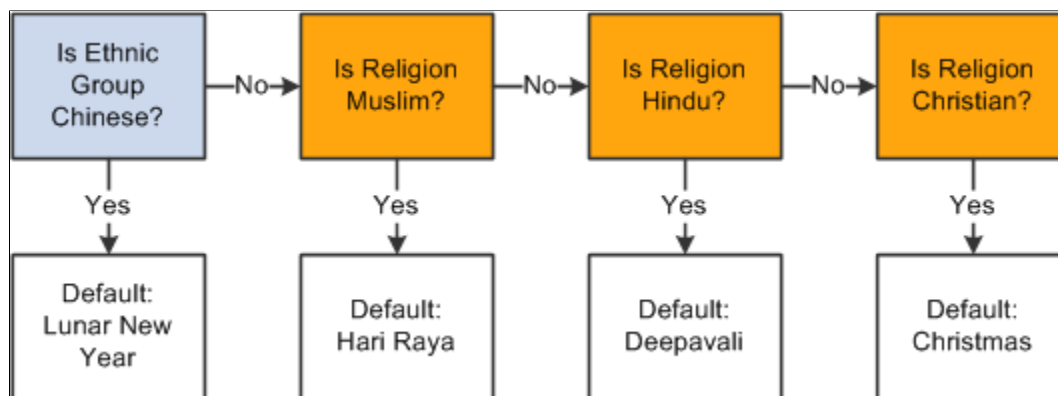 Is Ethnic
Group
Chinese?
No
Is Religion
Muslim?
No
Is Religion
Hindu?
No
Is Religion
Christian?
Yes
Yes
Yes
Yes
Default:
Lunar New
Year
Default:
Hari Raya
Default:
Deepavali
Default:
Christmas